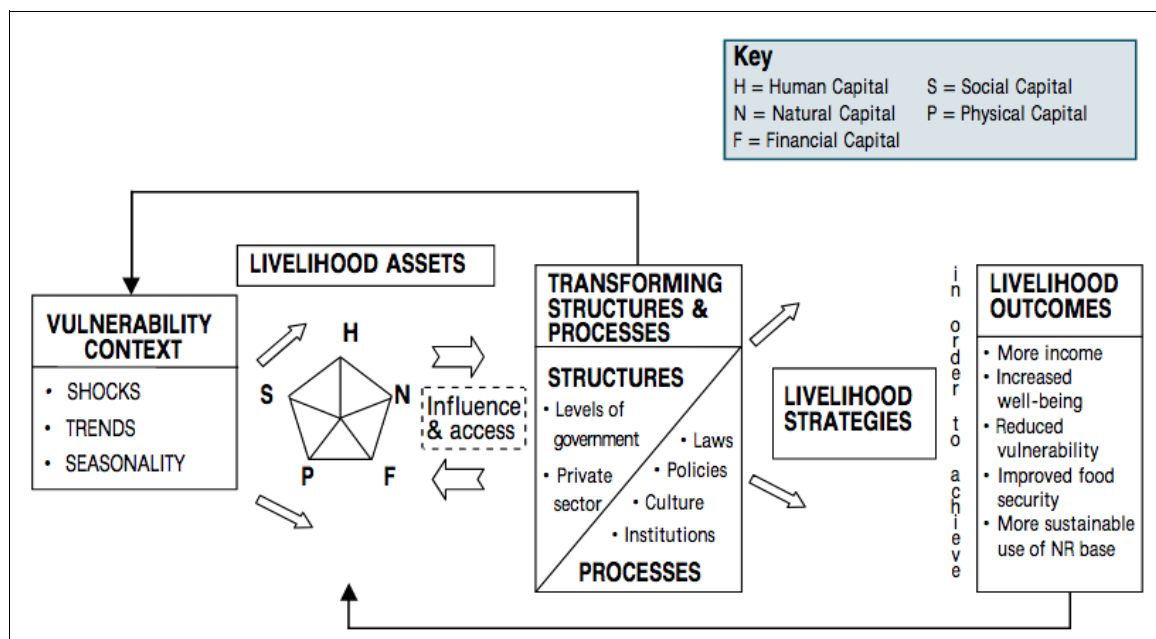 Key
H = Human Capital S = Social Capital
N = Natural Capital P = Physical Capital
F = Financial Capital
LIVELIHOOD ASSETS
VULNERABILITY
CONTEXT
• SHOCKS
• TRENDS
• SEASONALITY
H
S
N
P
F
Influence
& access
TRANSFORMING
STRUCTURES &
PROCESSES
STRUCTURES
• Levels of
government
• Private
sector
• Laws
• Policies
• Culture
• Institutions
PROCESSES
LIVELIHOOD
STRATEGIES
in order to achieve
LIVELIHOOD
OUTCOMES
• More income
• Increased
well-being
• Reduced
vulnerability
• Improved food
security
• More sustainable
use of NR base